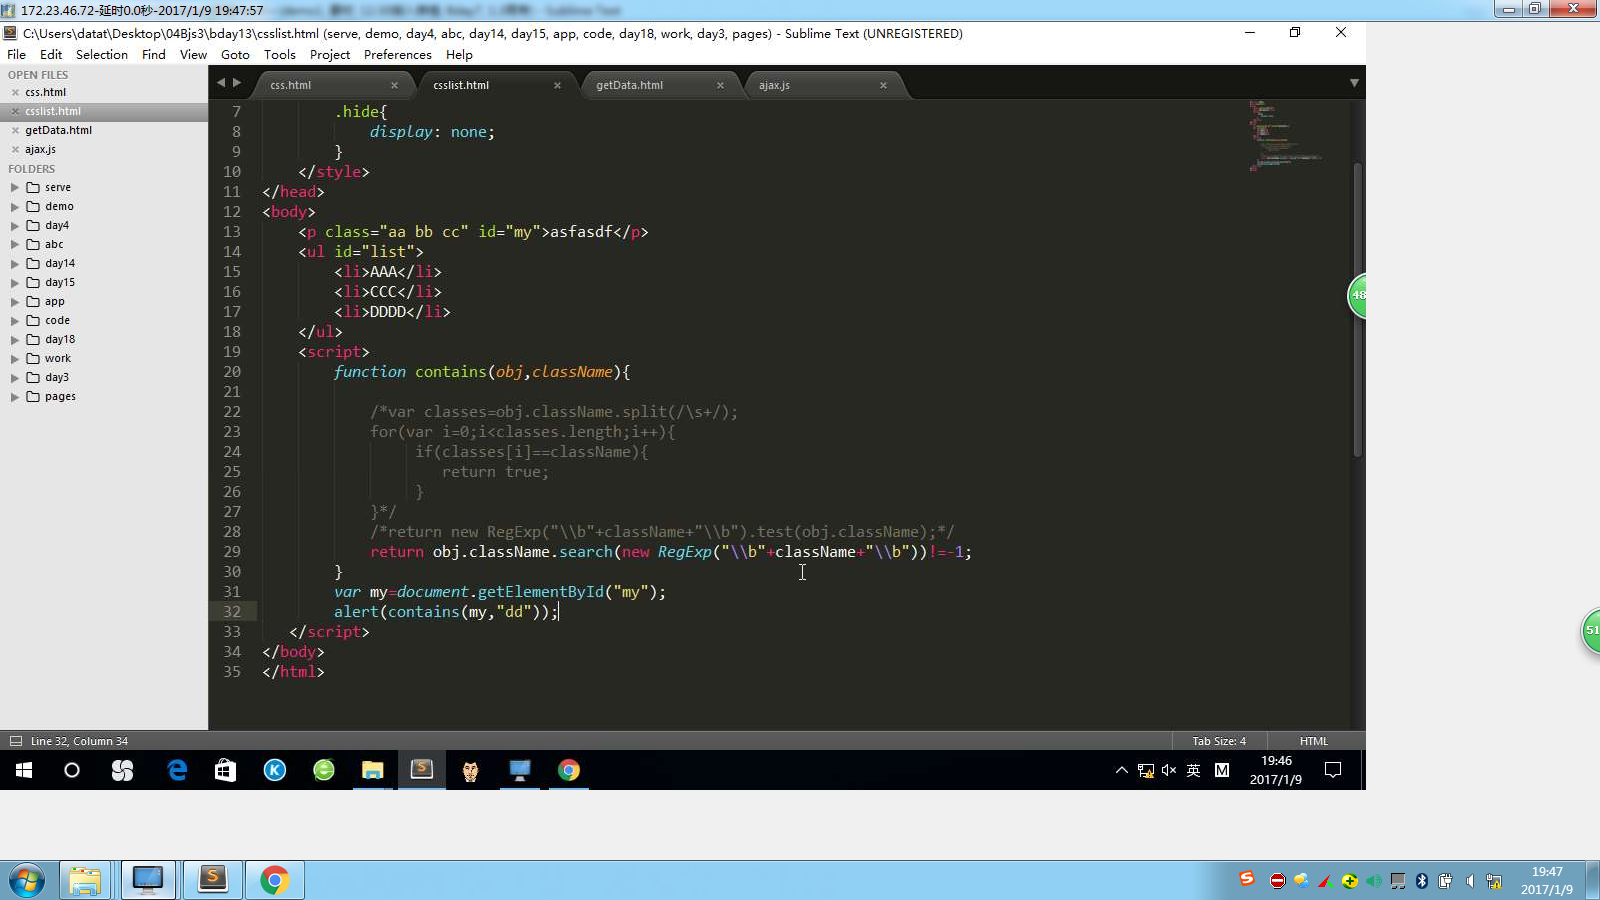 172.23.46.72-延时0.0秒-2017/1/9 19:47:57
C:\Users\datat\Desktop\04Bjs3\bday13\csslist.html (serve, demo, day4, abc, day14, day15, app, code, day18, work, day3, pages) - Sublime Text (UNREGISTERED)
File Edit Selection Find View Goto Tools Project Preferences Help
OPEN FILES
css.html
csslist.html
getData.html
ajax.js
FOLDERS
serve
demo
day4
abc
day14
day15
app
code
day18
work
day3
pages
css.html csslist.html getData.html ajax.js
7 .hide{
8 display: none;
9 }
10 </style>
11 </head>
12 <body>
13 <p class="aa bb cc" id="my">asfasdf</p>
14 <ul id="list">
15 <li>AAA</li>
16 <li>CCC</li>
17 <li>DDDD</li>
18 </ul>
19 <script>
20 function contains(obj,className){
21
22 /*var classes=obj.className.split(/\s+/);
23 for(var i=0;i<classes.length;i++){
24 if(classes[i]==className){
25 return true;
26 }
27 }*/
28 /*return new RegExp("\\b"+className+"\\b").test(obj.className);*/
29 return obj.className.search(new RegExp("\\b"+className+"\\b"))!=-1;
30 }
31 var my=document.getElementById("my");
32 alert(contains(my,"dd"));
33 </script>
34 </body>
35 </html>
48
51
Line 32, Column 34 Tab Size: 4 HTML
英 M 19:46
2017/1/9
19:47
2017/1/9